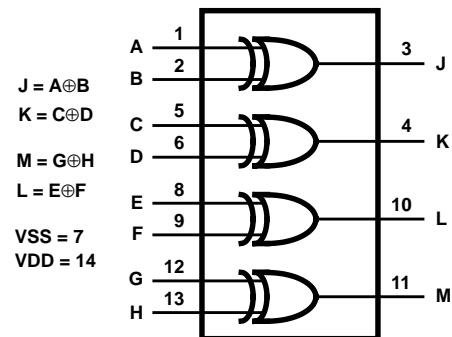 J = A⊕B
K = C⊕D
M = G⊕H
L = E⊕F
VSS = 7
VDD = 14
A 1
B 2
3 J
C 5
D 6
4 K
E 8
F 9
10 L
G 12
H 13
11 M